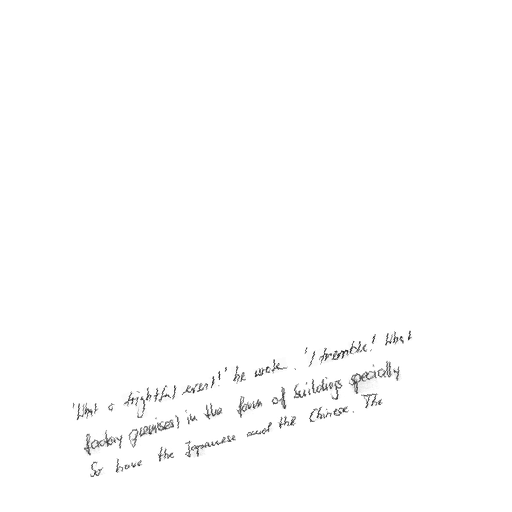 'What a frightful event!' he wrote. 'I tremble! What
factory premises) in the form of buildings specially
So have the Japanese and the Chinese. The